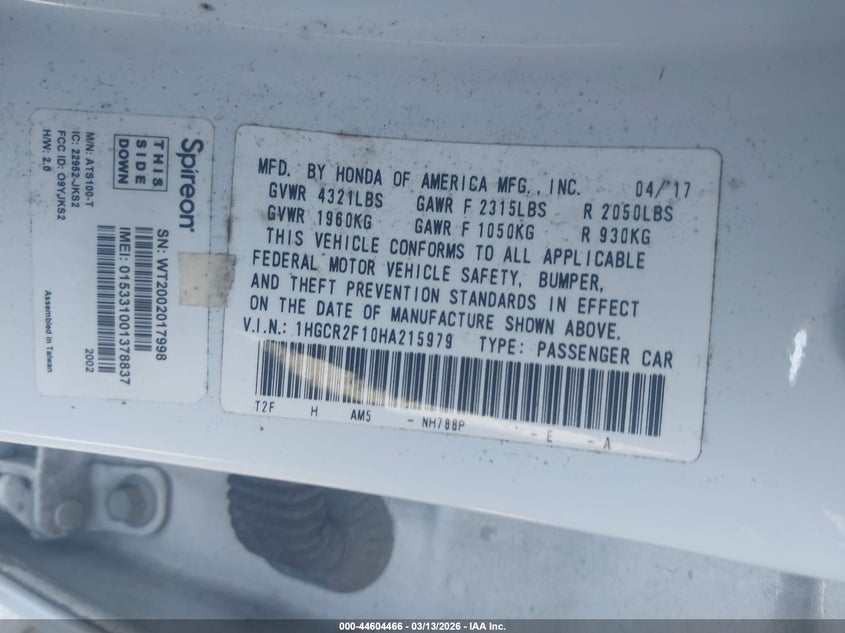 Spireon®
THIS
SIDE
DOWN
M/N: ATS100-T
IC: 22952-JKS2
FCC ID: O9YJKS2
H/W: 2.0
SN: WT2002017998
IMEI: 015331001378837
2002
Assembled in Taiwan
MFD. BY HONDA OF AMERICA MFG., INC. 04/17
GVWR 4321LBS GAWR F 2315LBS R 2050LBS
GVWR 1960KG GAWR F 1050KG R 930KG
THIS VEHICLE CONFORMS TO ALL APPLICABLE
FEDERAL MOTOR VEHICLE SAFETY, BUMPER,
AND THEFT PREVENTION STANDARDS IN EFFECT
ON THE DATE OF MANUFACTURE SHOWN ABOVE.
V.I.N.: 1HGCR2F10HA215979 TYPE: PASSENGER CAR
T2F H AM5 - NH788P - E - A
000-44604466 — 03/13/2026 — IAA Inc.